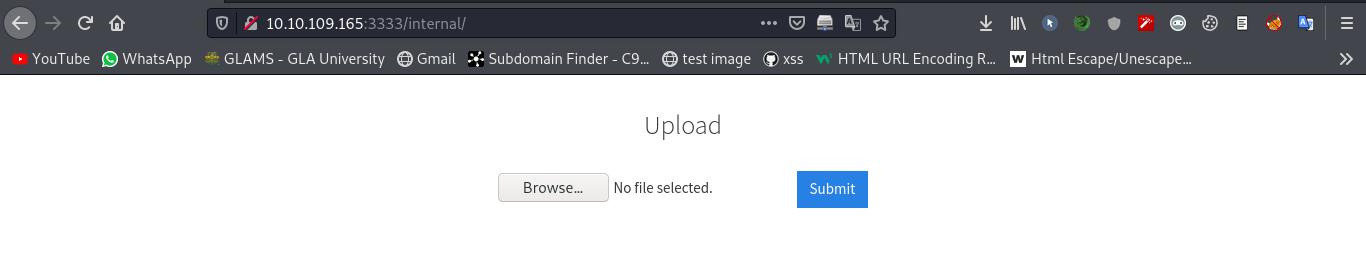 10.10.109.165:3333/internal/
YouTube WhatsApp GLAMS - GLA University Gmail Subdomain Finder - C9... test image xss HTML URL Encoding R... Html Escape/Unescape...
Upload
Browse... No file selected. Submit